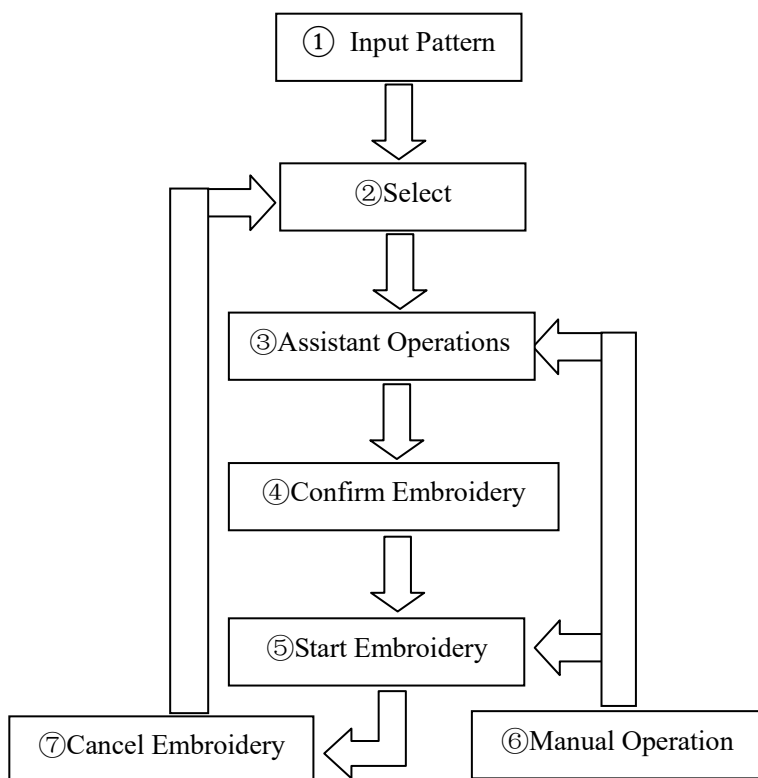 ① Input Pattern
②Select
③Assistant Operations
④Confirm Embroidery
⑤Start Embroidery
⑦Cancel Embroidery
⑥Manual Operation